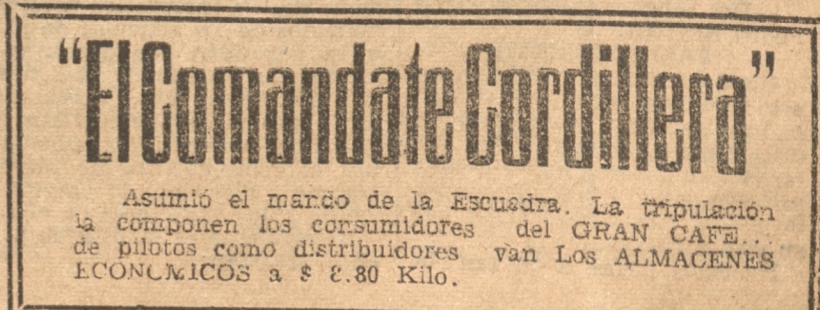 “El Comandate Cordillera”
Asumió el mando de la Escuadra. La tripulación
la componen los consumidores del GRAN CAFE...
de pilotos como distribuidores van Los ALMACENES
ECONOMICOS a $ 8.80 Kilo.